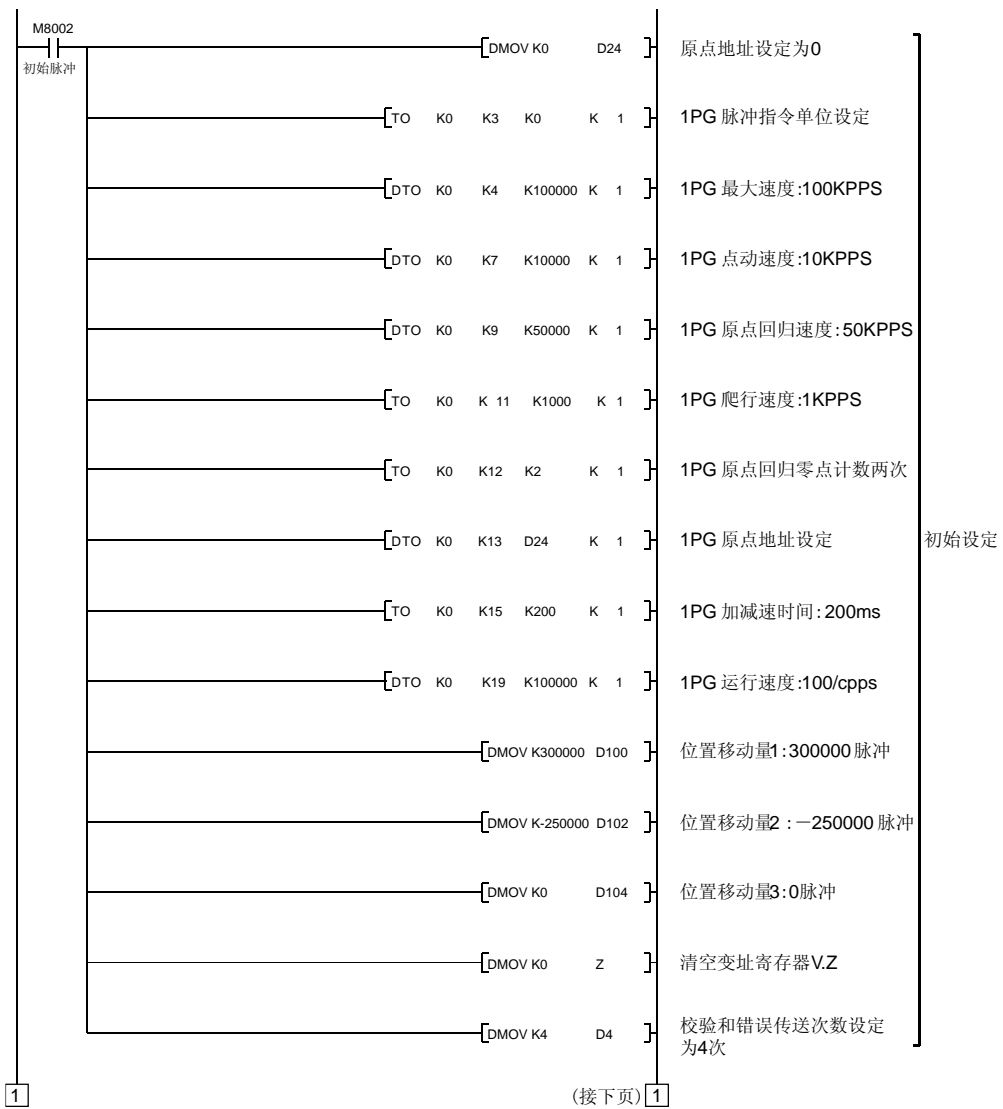 M8002
初始脉冲
DMOV K0 D24 原点地址设定为0
TO K0 K3 K0 K 1 1PG 脉冲指令单位设定
DTO K0 K4 K100000 K 1 1PG 最大速度:100KPPS
DTO K0 K7 K10000 K 1 1PG 点动速度:10KPPS
DTO K0 K9 K50000 K 1 1PG 原点回归速度:50KPPS
TO K0 K 11 K1000 K 1 1PG 爬行速度:1KPPS
TO K0 K12 K2 K 1 1PG 原点回归零点计数两次
DTO K0 K13 D24 K 1 1PG 原点地址设定
初始设定
TO K0 K15 K200 K 1 1PG 加减速时间:200ms
DTO K0 K19 K100000 K 1 1PG 运行速度:100/cpps
DMOV K300000 D100 位置移动量1:300000脉冲
DMOV K-250000 D102 位置移动量2:－250000脉冲
DMOV K0 D104 位置移动量3:0脉冲
DMOV K0 Z 清空变址寄存器V.Z
DMOV K4 D4 校验和错误传送次数设定
为4次
1 (接下页) 1